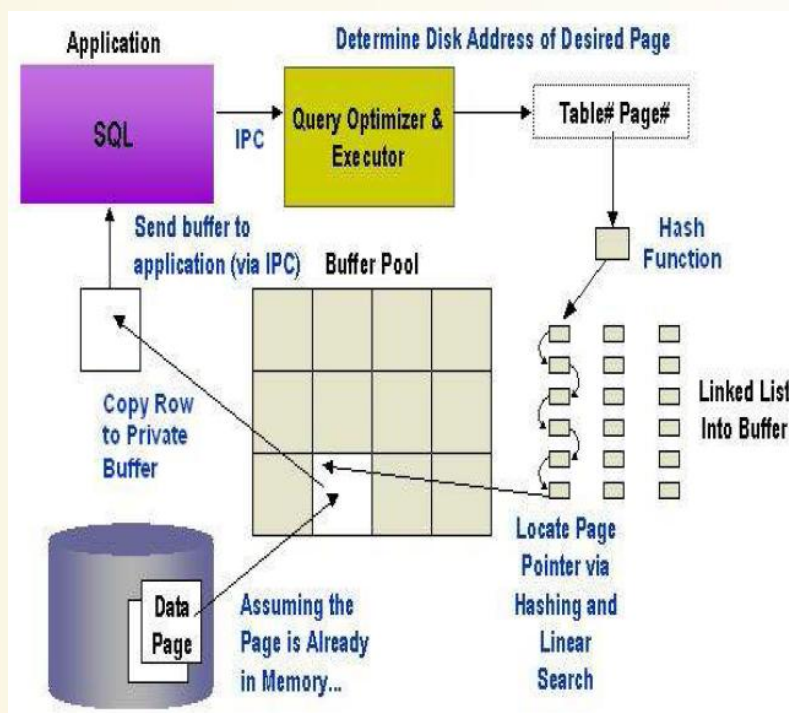 Application
Determine Disk Address of Desired Page
SQL
IPC
Query Optimizer &
Executor
Table# Page#
Send buffer to
application (via IPC)
Buffer Pool
Hash
Function
Copy Row
to Private
Buffer
Linked List
Into Buffer
Data
Page
Assuming the
Page is Already
in Memory...
Locate Page
Pointer via
Hashing and
Linear
Search